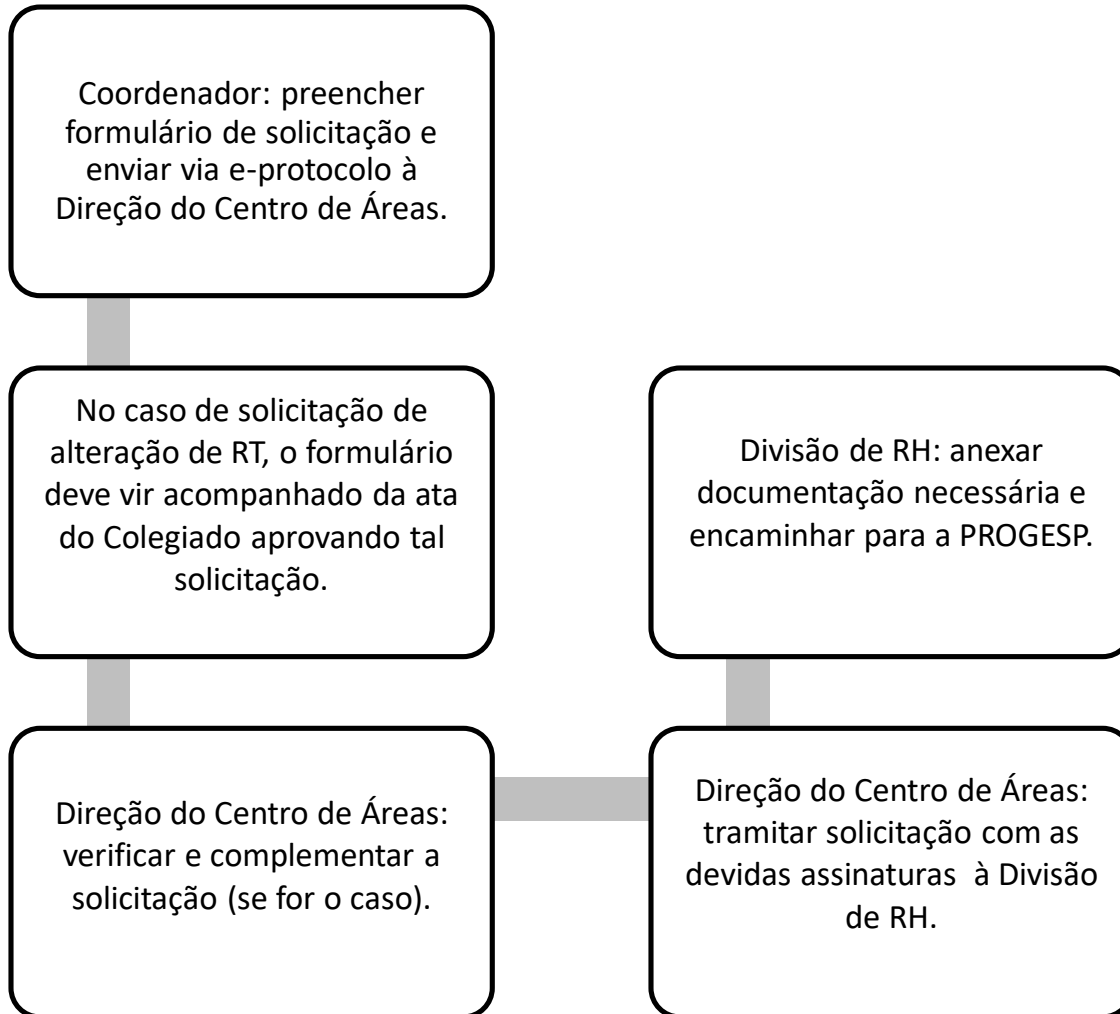 Coordenador: preencher
formulário de solicitação e
enviar via e-protocolo à
Direção do Centro de Áreas.
No caso de solicitação de
alteração de RT, o formulário
deve vir acompanhado da ata
do Colegiado aprovando tal
solicitação.
Direção do Centro de Áreas:
verificar e complementar a
solicitação (se for o caso).
Direção do Centro de Áreas:
tramitar solicitação com as
devidas assinaturas à Divisão
de RH.
Divisão de RH: anexar
documentação necessária e
encaminhar para a PROGESP.